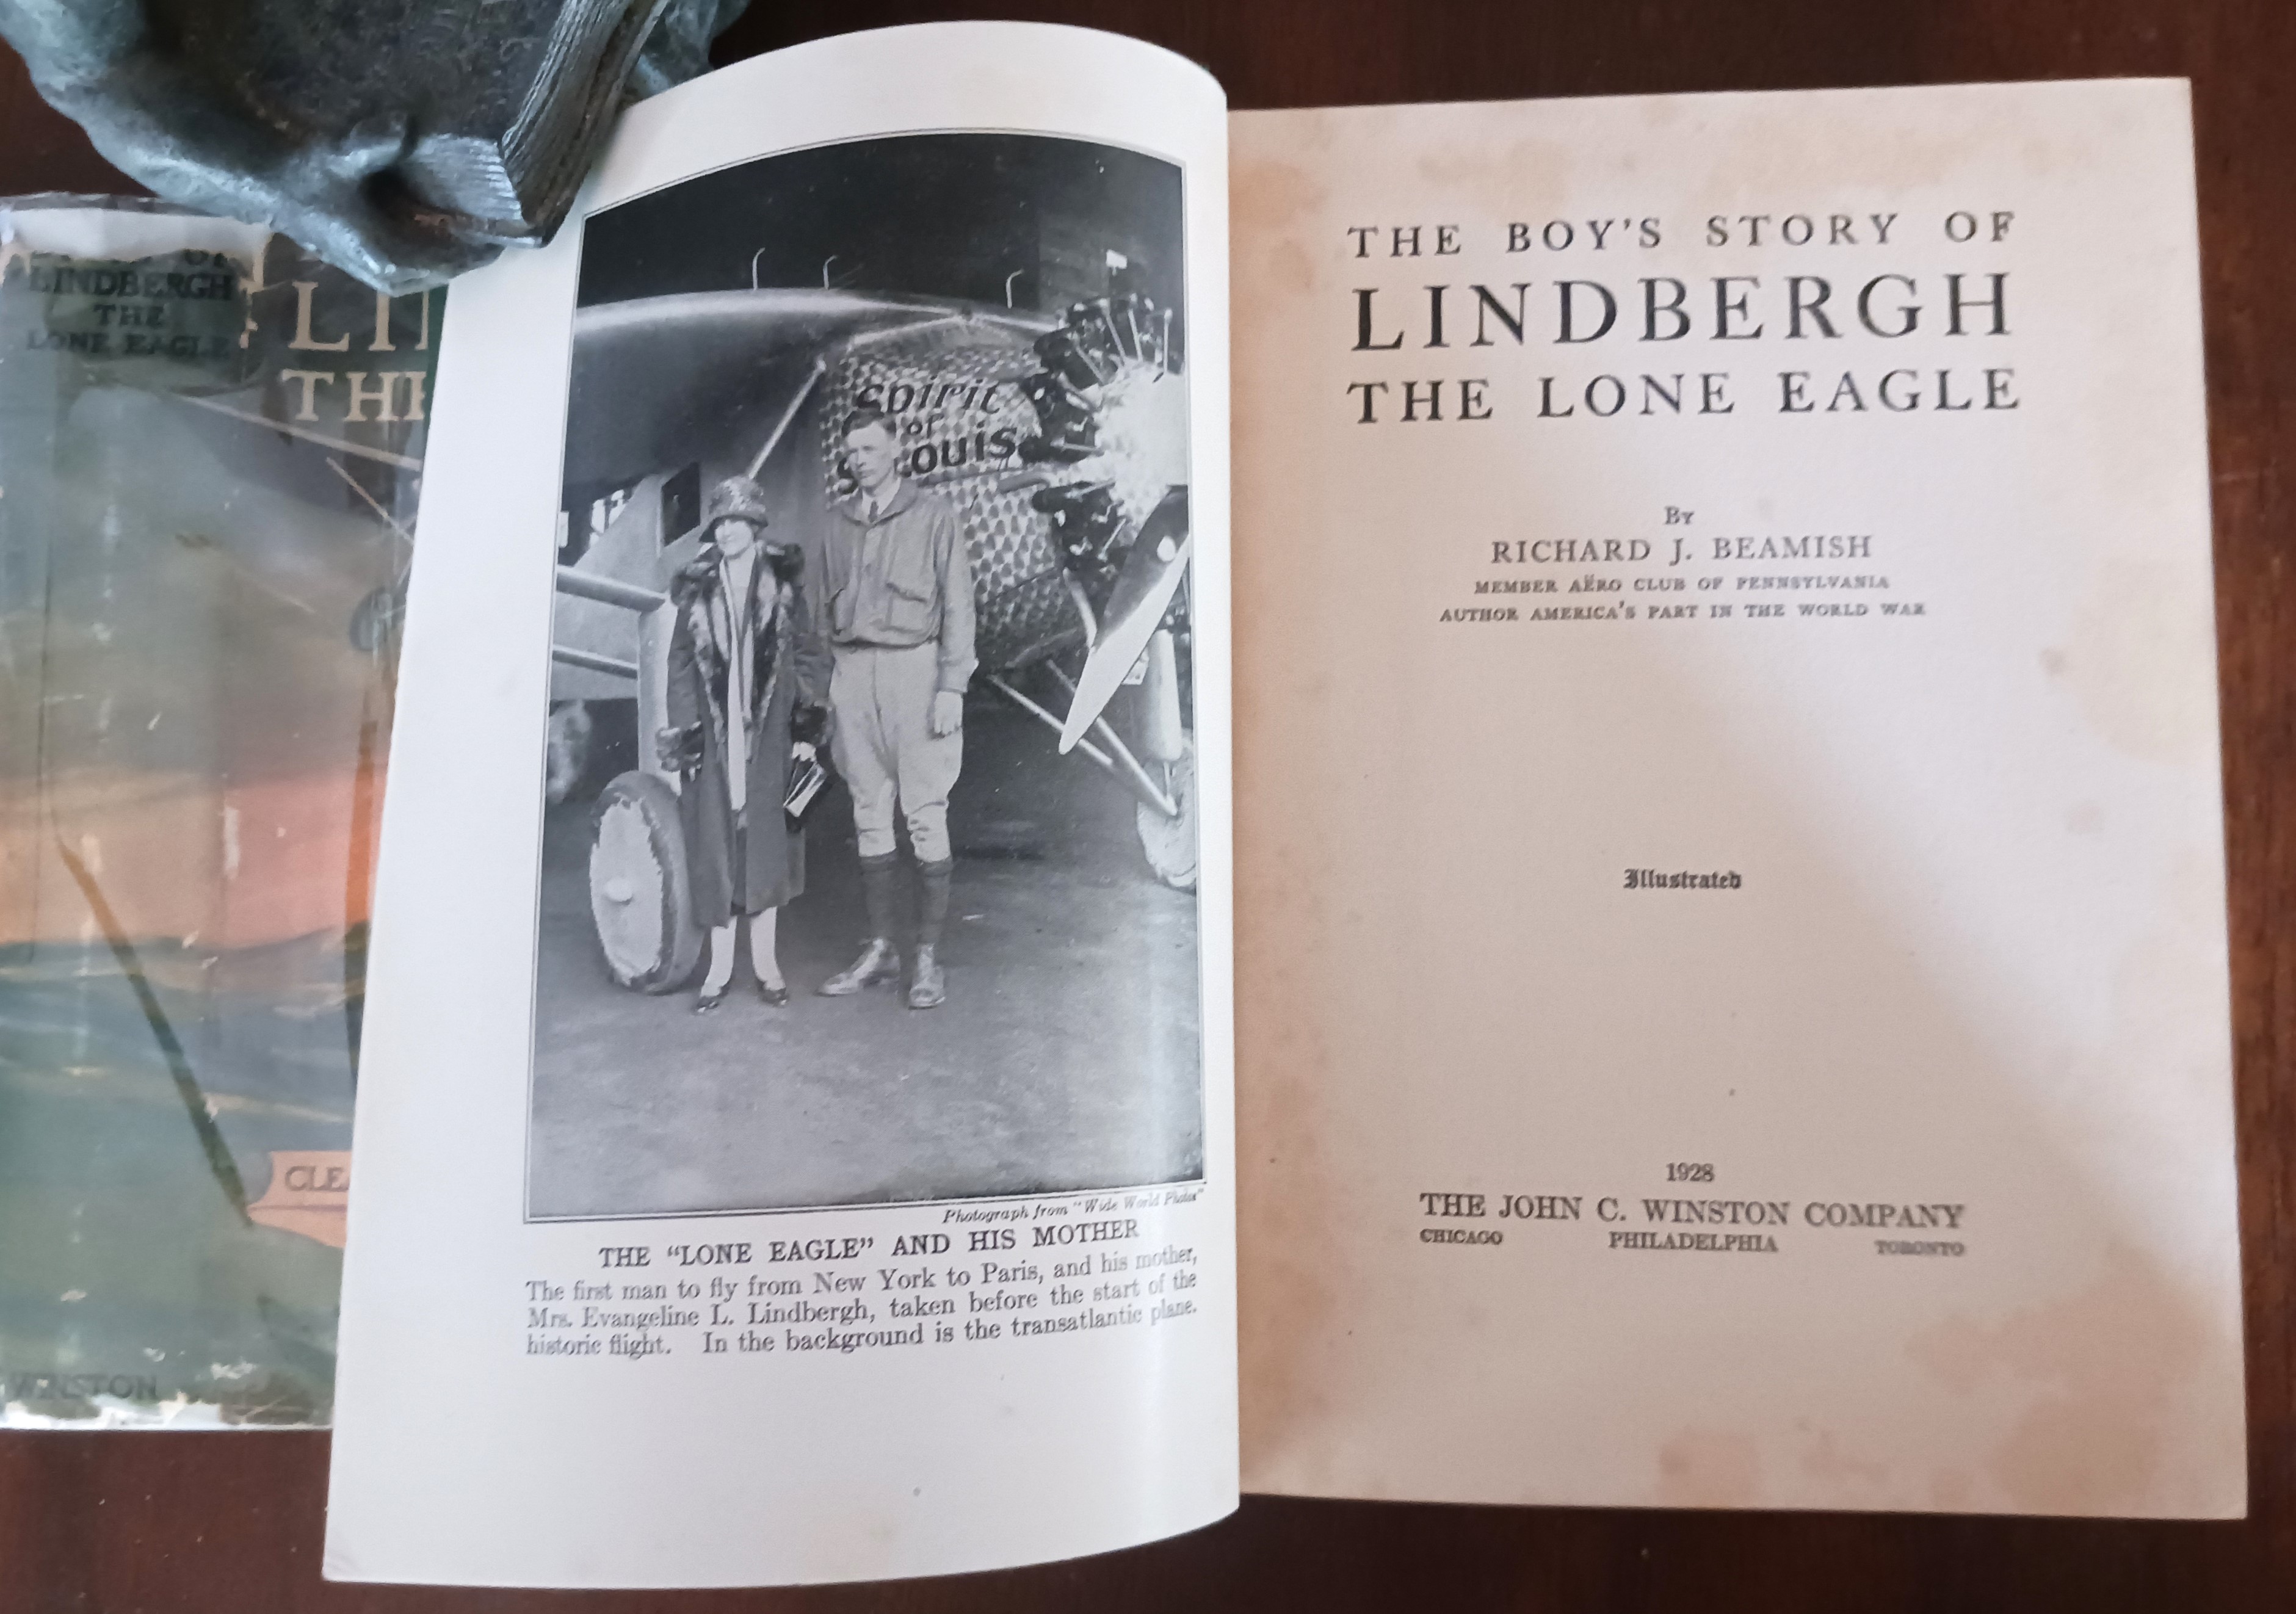 LINDBERGH
THE
LONE EAGLE
LI
THE
CLE
WINSTON
Spirit
of
Louis
Photograph from "Wide World Photos"
THE "LONE EAGLE" AND HIS MOTHER
The first man to fly from New York to Paris, and his mother,
Mrs. Evangeline L. Lindbergh, taken before the start of the
historic flight. In the background is the transatlantic plane.
THE BOY'S STORY OF
LINDBERGH
THE LONE EAGLE
By
RICHARD J. BEAMISH
MEMBER AËRO CLUB OF PENNSYLVANIA
AUTHOR AMERICA'S PART IN THE WORLD WAR
Illustrated
1928
THE JOHN C. WINSTON COMPANY
CHICAGO PHILADELPHIA TORONTO